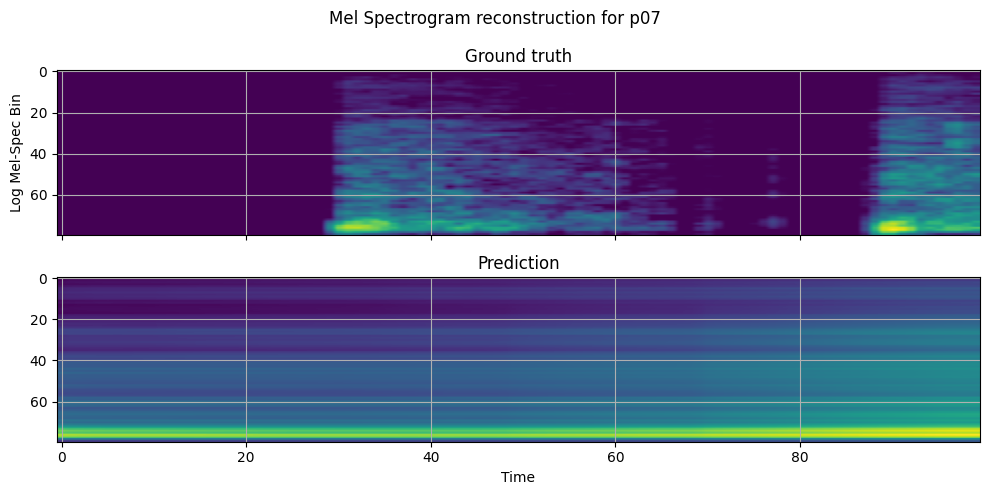 Mel Spectrogram reconstruction for p07
Ground truth
Log Mel-Spec Bin
0
20
40
60
Prediction
0
20
40
60
0 20 40 60 80
Time